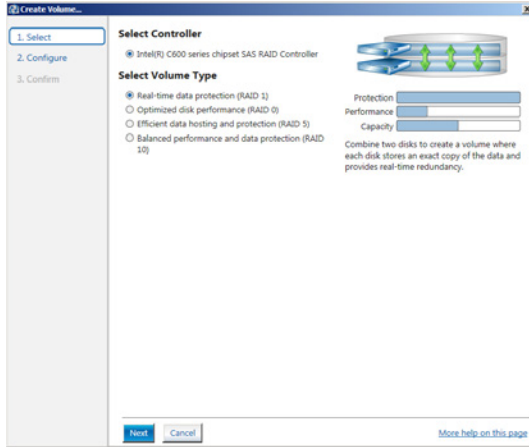 Create Volume...
1. Select
2. Configure
3. Confirm
Select Controller
Intel(R) C600 series chipset SAS RAID Controller
Select Volume Type
Real-time data protection (RAID 1)
Optimized disk performance (RAID 0)
Efficient data hosting and protection (RAID 5)
Balanced performance and data protection (RAID
10)
Protection
Performance
Capacity
Combine two disks to create a volume where
each disk stores an exact copy of the data and
provides real-time redundancy.
Next
Cancel
More help on this page